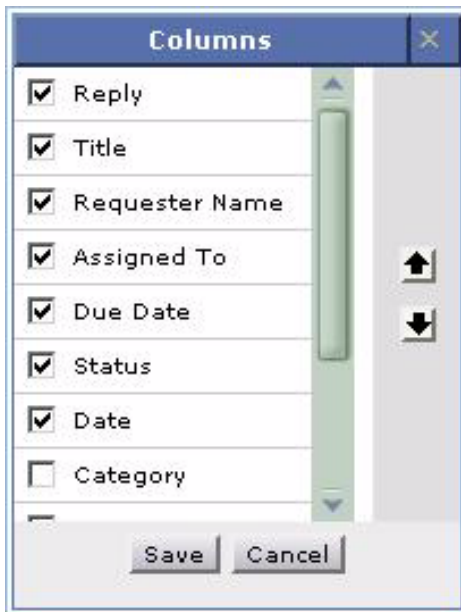 Columns
Reply
Title
Requester Name
Assigned To
Due Date
Status
Date
Category
Save Cancel